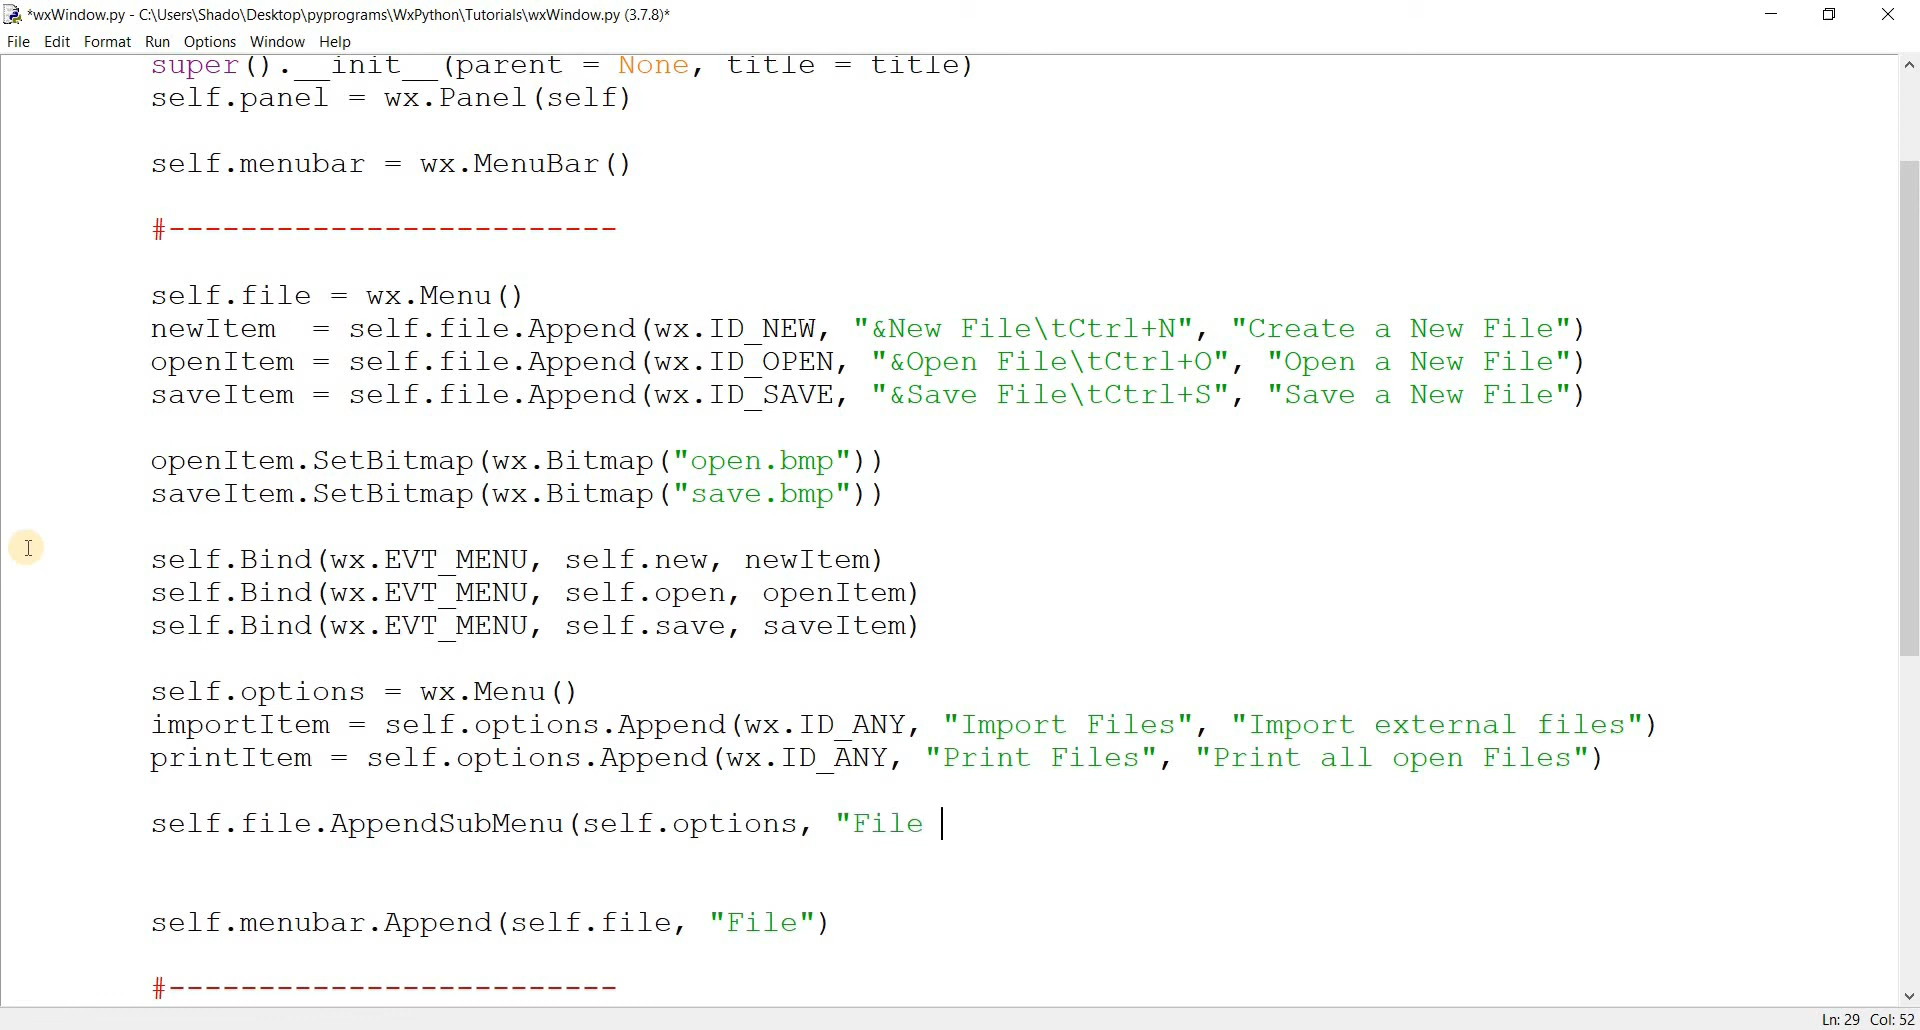 *wxWindow.py - C:\Users\Shado\Desktop\pyprograms\WxPython\Tutorials\wxWindow.py (3.7.8)*
File Edit Format Run Options Window Help
super().__init__(parent = None, title = title)
self.panel = wx.Panel(self)
self.menubar = wx.MenuBar()
#-------------------------
self.file = wx.Menu()
newItem  = self.file.Append(wx.ID_NEW, "&New File\tCtrl+N", "Create a New File")
openItem = self.file.Append(wx.ID_OPEN, "&Open File\tCtrl+O", "Open a New File")
saveItem = self.file.Append(wx.ID_SAVE, "&Save File\tCtrl+S", "Save a New File")
openItem.SetBitmap(wx.Bitmap("open.bmp"))
saveItem.SetBitmap(wx.Bitmap("save.bmp"))
self.Bind(wx.EVT_MENU, self.new, newItem)
self.Bind(wx.EVT_MENU, self.open, openItem)
self.Bind(wx.EVT_MENU, self.save, saveItem)
self.options = wx.Menu()
importItem = self.options.Append(wx.ID_ANY, "Import Files", "Import external files")
printItem = self.options.Append(wx.ID_ANY, "Print Files", "Print all open Files")
self.file.AppendSubMenu(self.options, "File
self.menubar.Append(self.file, "File")
#-------------------------
Ln: 29 Col: 52